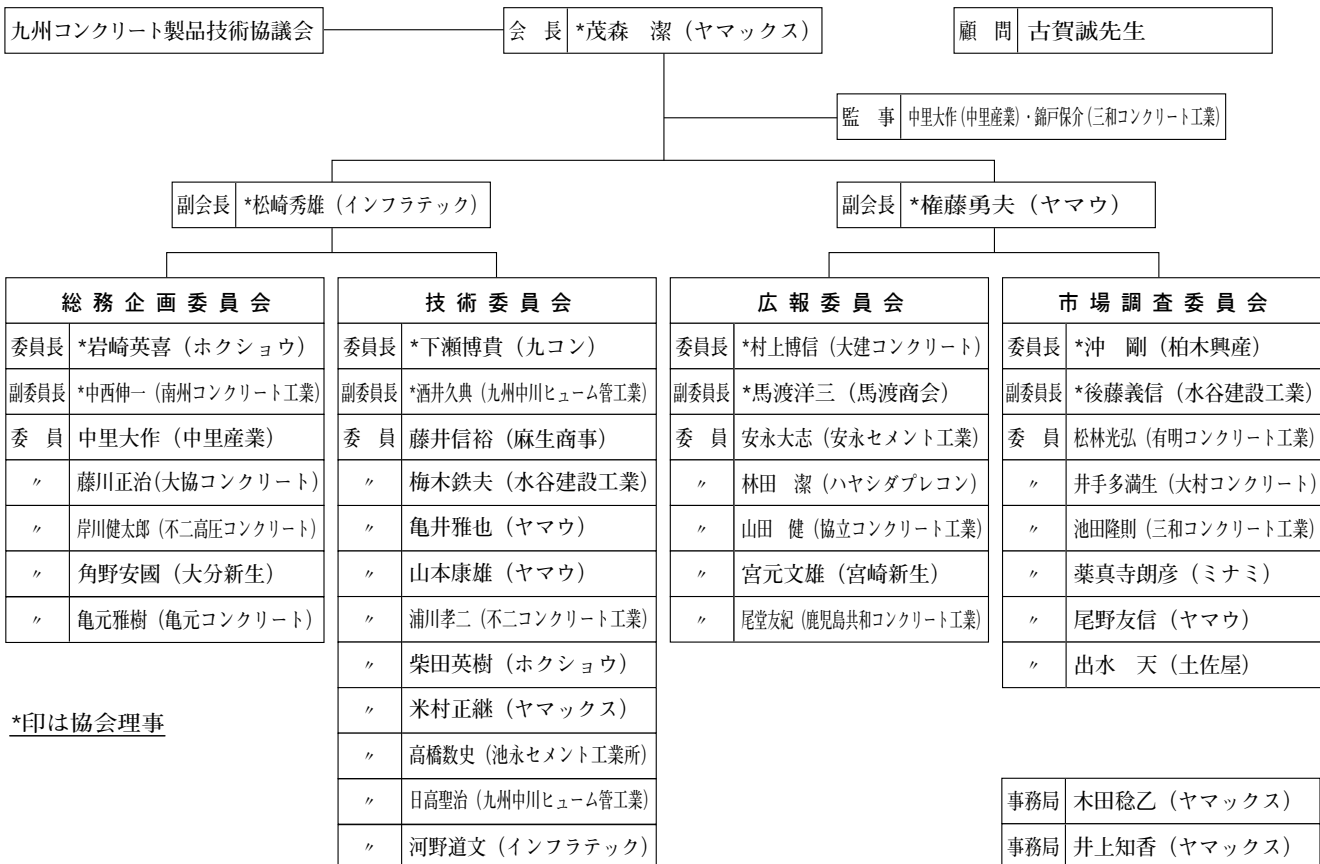 九州コンクリート製品技術協議会
会　長 *茂森　潔（ヤマックス）
顧　問 古賀誠先生
監　事 中里大作（中里産業）・錦戸保介（三和コンクリート工業）
副会長 *松崎秀雄（インフラテック）
副会長 *権藤勇夫（ヤマウ）
総務企画委員会
委員長 *岩崎英喜（ホクショウ）
副委員長 *中西伸一（南州コンクリート工業）
委　員 中里大作（中里産業）
〃 藤川正治（大協コンクリート）
〃 岸川健太郎（不二高圧コンクリート）
〃 角野安國（大分新生）
〃 亀元雅樹（亀元コンクリート）
技術委員会
委員長 *下瀬博貴（九コン）
副委員長 *酒井久典（九州中川ヒューム管工業）
委　員 藤井信裕（麻生商事）
〃 梅木鉄夫（水谷建設工業）
〃 亀井雅也（ヤマウ）
〃 山本康雄（ヤマウ）
〃 浦川孝二（不二コンクリート工業）
〃 柴田英樹（ホクショウ）
〃 米村正継（ヤマックス）
〃 高橋数史（池永セメント工業所）
〃 日高聖治（九州中川ヒューム管工業）
〃 河野道文（インフラテック）
広報委員会
委員長 *村上博信（大建コンクリート）
副委員長 *馬渡洋三（馬渡商会）
委　員 安永大志（安永セメント工業）
〃 林田　潔（ハヤシダプレコン）
〃 山田　健（協立コンクリート工業）
〃 宮元文雄（宮崎新生）
〃 尾堂友紀（鹿児島共和コンクリート工業）
市場調査委員会
委員長 *沖　剛（柏木興産）
副委員長 *後藤義信（水谷建設工業）
委　員 松林光弘（有明コンクリート工業）
〃 井手多満生（大村コンクリート）
〃 池田隆則（三和コンクリート工業）
〃 薬真寺朗彦（ミナミ）
〃 尾野友信（ヤマウ）
〃 出水　天（土佐屋）
*印は協会理事
事務局 木田稔乙（ヤマックス）
事務局 井上知香（ヤマックス）